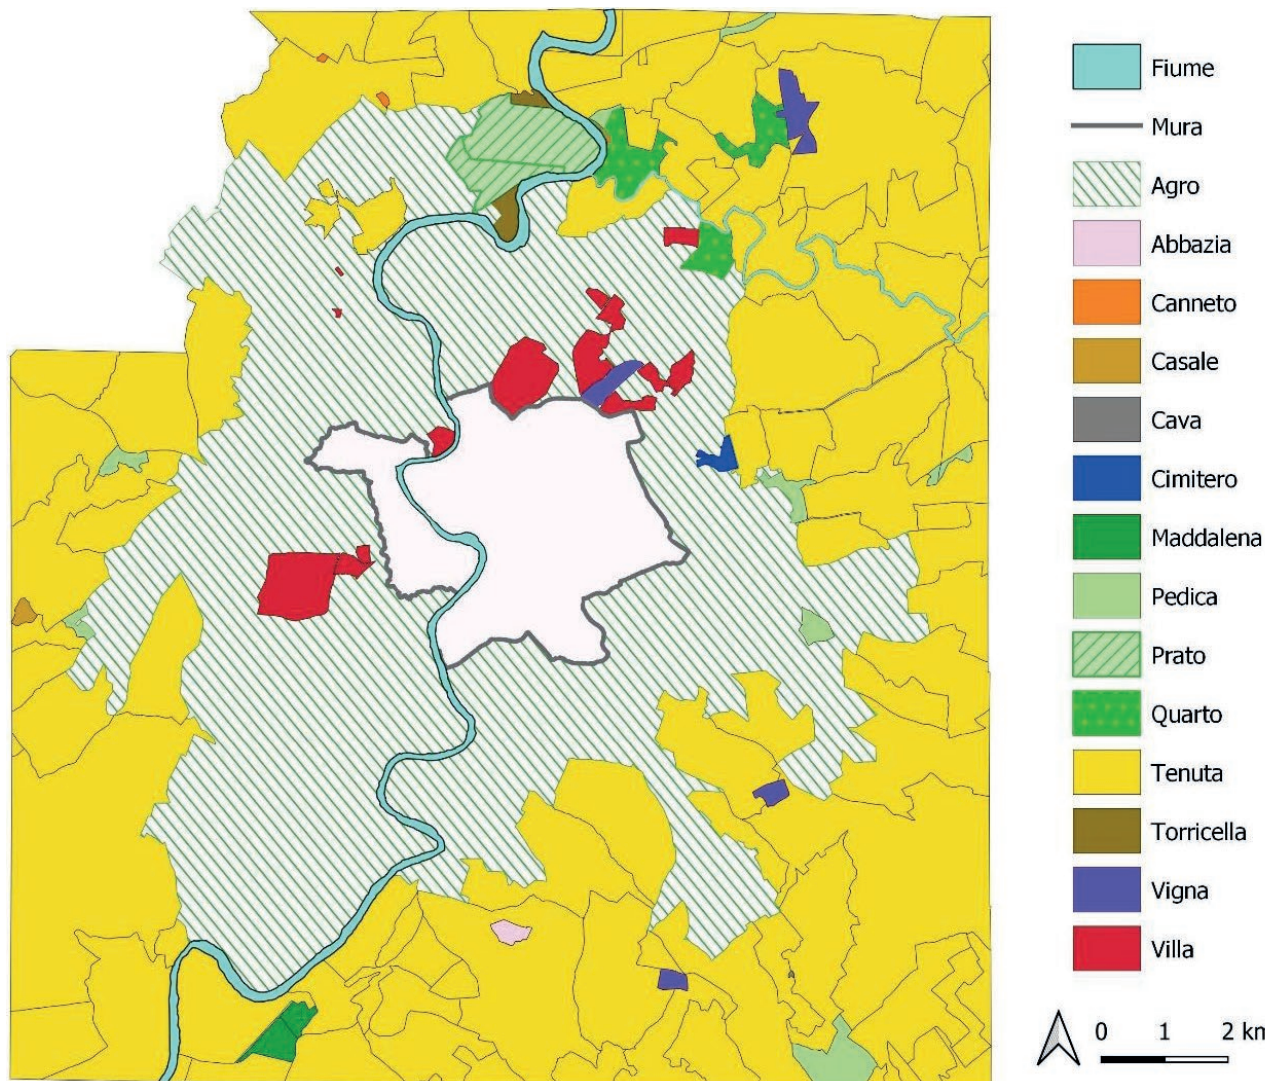 Fiume
Mura
Agro
Abbazia
Canneto
Casale
Cava
Cimitero
Maddalena
Pedica
Prato
Quarto
Tenuta
Torricella
Vigna
Villa
0 1 2 km